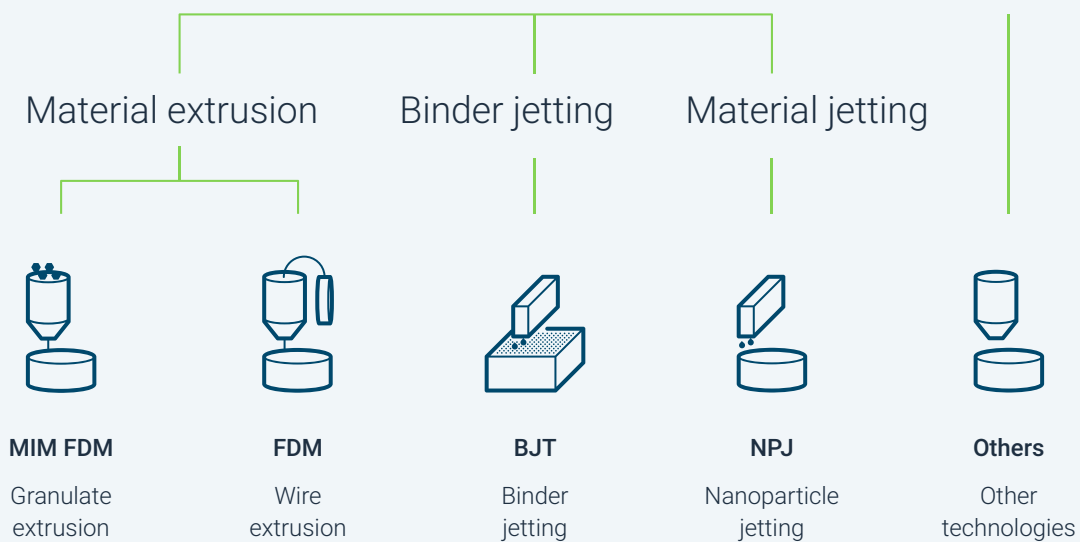 Material extrusion
Binder jetting
Material jetting
MIM FDM
FDM
BJT
NPJ
Others
Granulate
extrusion
Wire
extrusion
Binder
jetting
Nanoparticle
jetting
Other
technologies